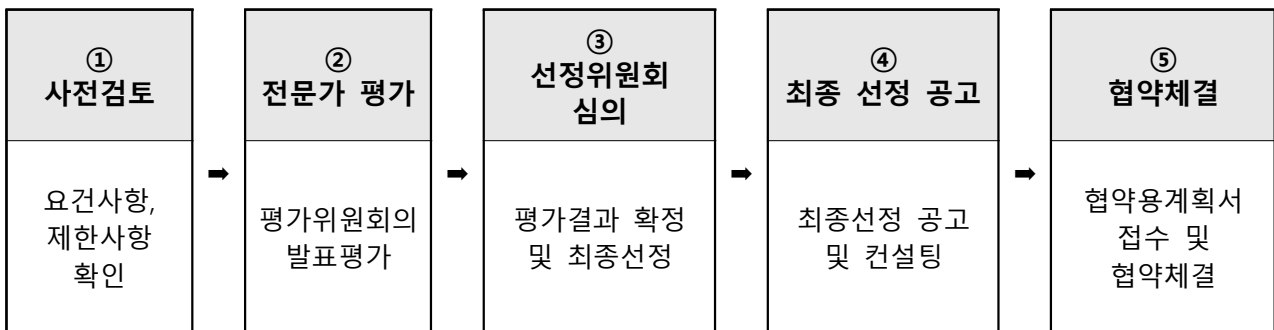 ①
사전검토
요건사항,
제한사항
확인
➡
②
전문가 평가
평가위원회의
발표평가
➡
③
선정위원회
심의
평가결과 확정
및 최종선정
➡
④
최종 선정 공고
최종선정 공고
및 컨설팅
➡
⑤
협약체결
협약용계획서
접수 및
협약체결